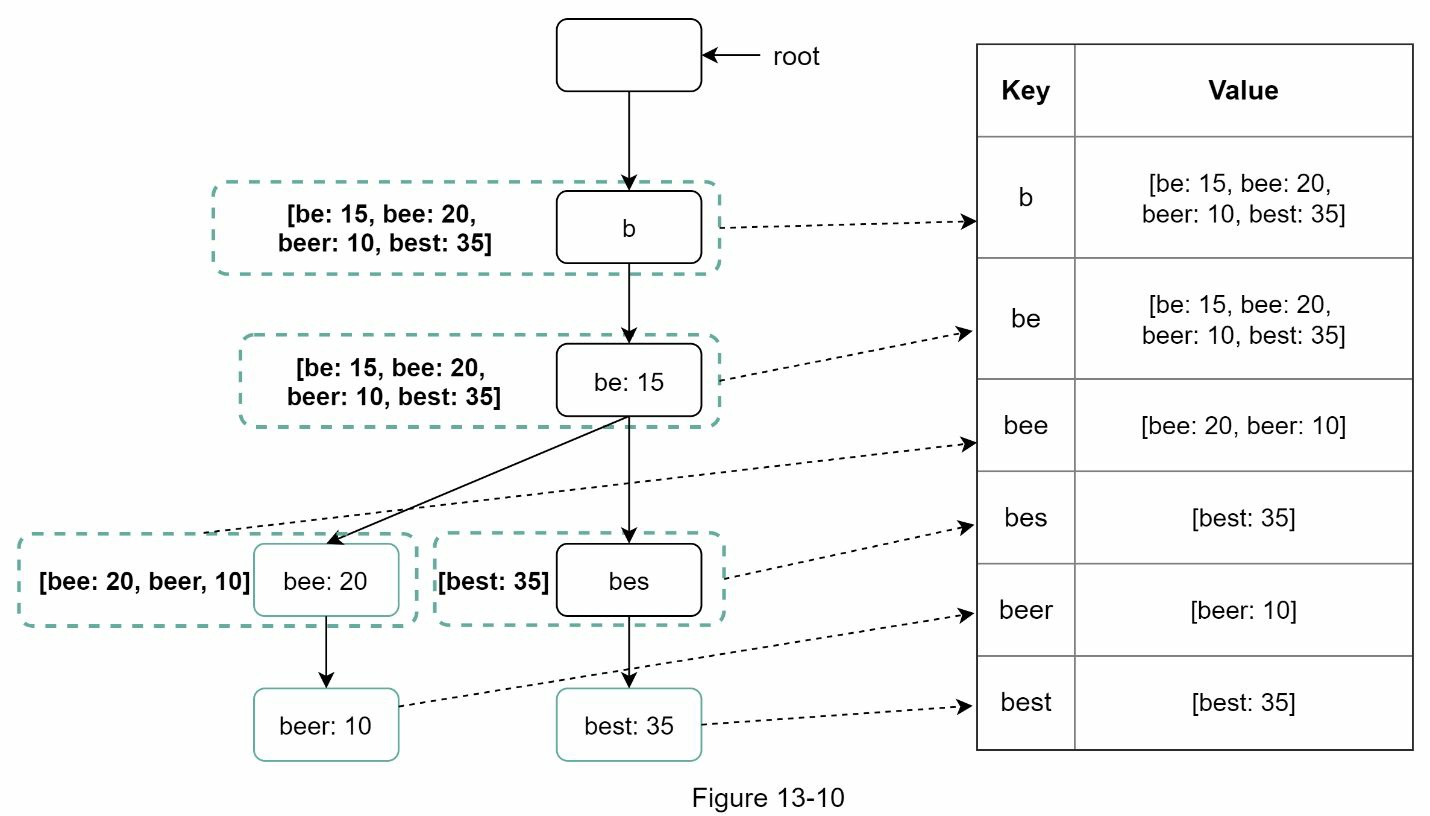 root
[be: 15, bee: 20,
beer: 10, best: 35]
b
[be: 15, bee: 20,
beer: 10, best: 35]
be: 15
[bee: 20, beer, 10]
bee: 20
[best: 35]
bes
beer: 10
best: 35
Key
Value
b
[be: 15, bee: 20,
beer: 10, best: 35]
be
[be: 15, bee: 20,
beer: 10, best: 35]
bee
[bee: 20, beer: 10]
bes
[best: 35]
beer
[beer: 10]
best
[best: 35]
Figure 13-10